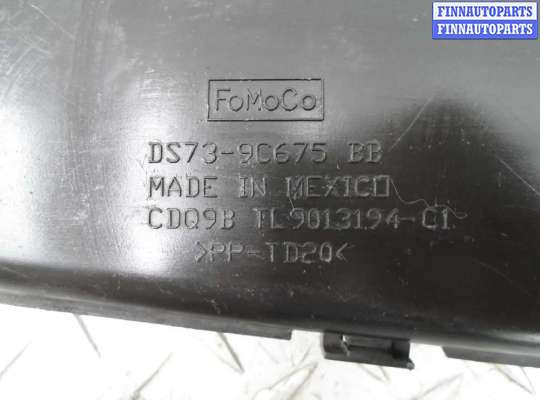 FINNAUTOPARTS
FINNAUTOPARTS
FoMoCo
DS73-9C675 BB
MADE IN MEXICO
CDQ9B TL9013194-C1
>PP-TD20<